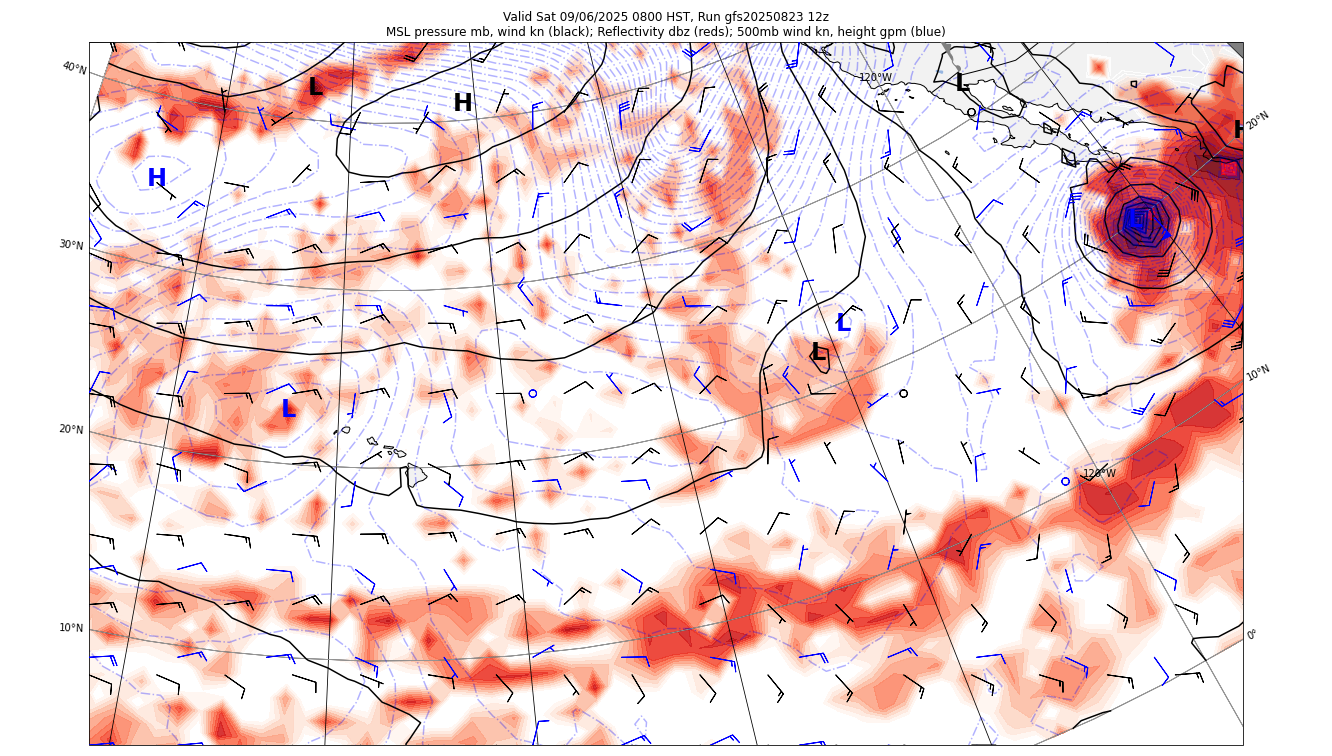 Valid Sat 09/06/2025 0800 HST, Run gfs20250823 12z
MSL pressure mb, wind kn (black); Reflectivity dbz (reds); 500mb wind kn, height gpm (blue)
40°N
120°W
L
L
H
H
20°N
H
30°N
L
L
10°N
L
20°N
120°W
10°N
0°